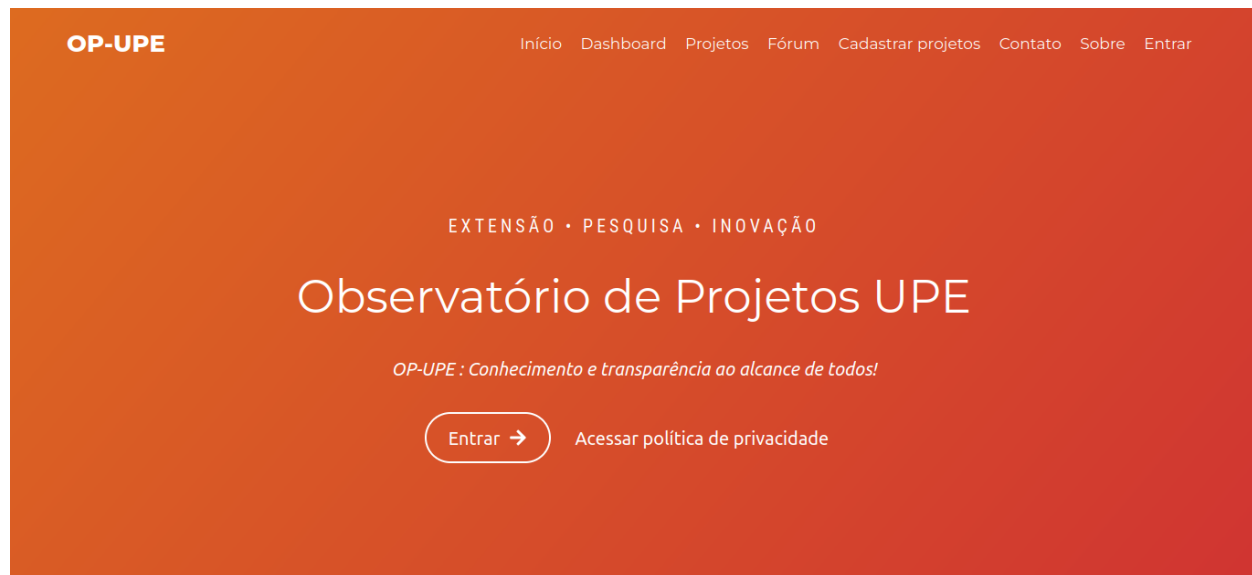 OP-UPE
Início Dashboard Projetos Fórum Cadastrar projetos Contato Sobre Entrar
EXTENSÃO • PESQUISA • INOVAÇÃO
Observatório de Projetos UPE
OP-UPE : Conhecimento e transparência ao alcance de todos!
Entrar → Acessar política de privacidade